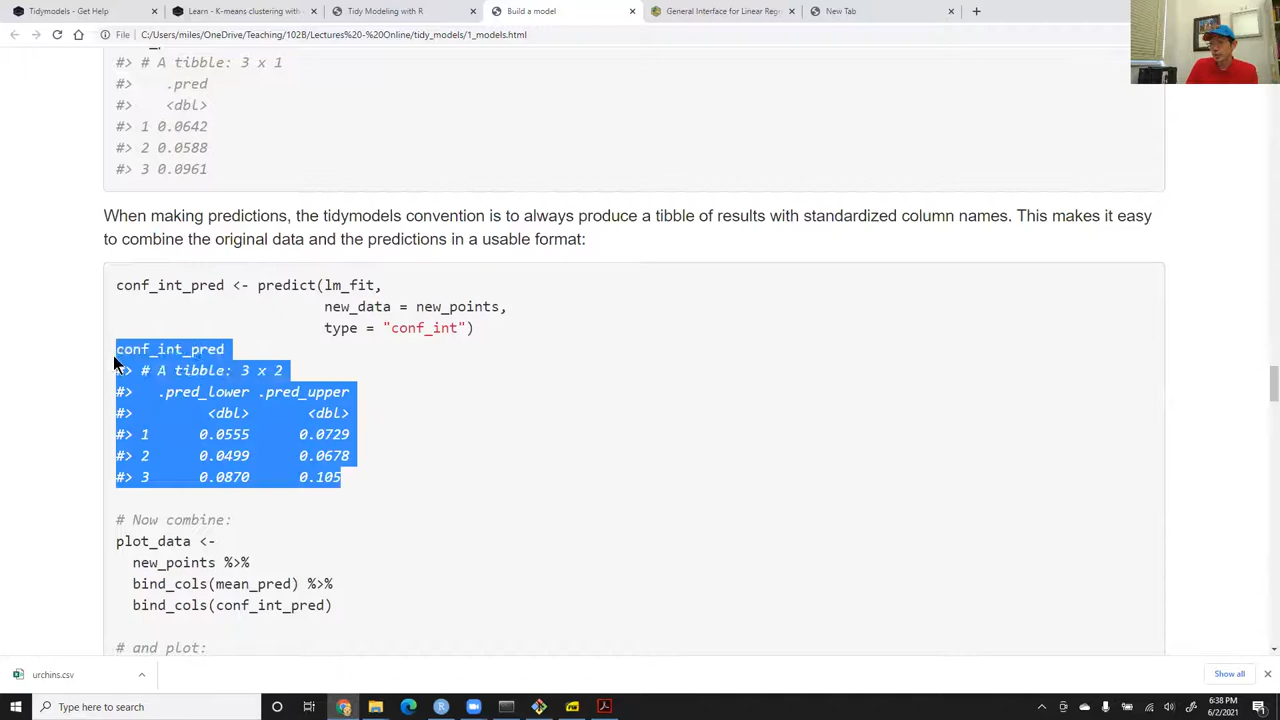 Tidymodels - Get Help
Learn - K-means clustering with
Tidy Modeling with R
Build a model
General Interface for Linear Regr
New Tab
File
C:/Users/miles/OneDrive/Teaching/102B/Lectures%20-%20Online/tidy_models/1_models.html
#> # A tibble: 3 x 1
#>    .pred
#>    <dbl>
#> 1 0.0642
#> 2 0.0588
#> 3 0.0961
When making predictions, the tidymodels convention is to always produce a tibble of results with standardized column names. This makes it easy
to combine the original data and the predictions in a usable format:
conf_int_pred <- predict(lm_fit,
                         new_data = new_points,
                         type = "conf_int")
conf_int_pred
#> # A tibble: 3 x 2
#>   .pred_lower .pred_upper
#>         <dbl>       <dbl>
#> 1      0.0555      0.0729
#> 2      0.0499      0.0678
#> 3      0.0870      0.105
# Now combine:
plot_data <-
  new_points %>%
  bind_cols(mean_pred) %>%
  bind_cols(conf_int_pred)
# and plot:
urchins.csv
Show all
Type here to search
6:38 PM
6/2/2021